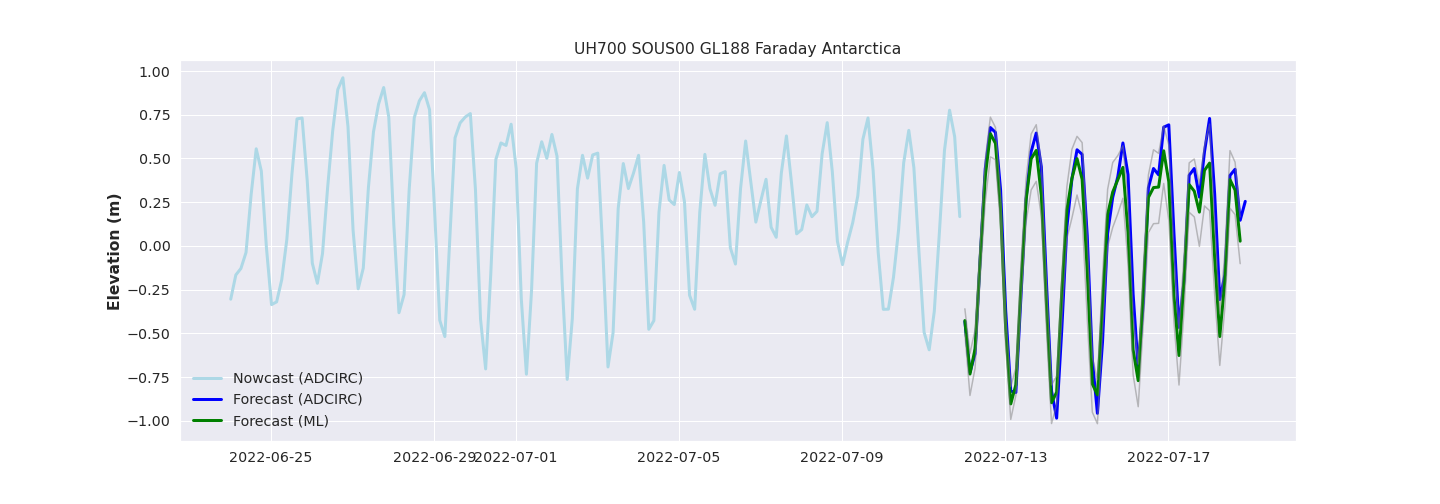 UH700 SOUS00 GL188 Faraday Antarctica
Elevation (m)
1.00
0.75
0.50
0.25
0.00
−0.25
−0.50
−0.75
−1.00
Nowcast (ADCIRC)
Forecast (ADCIRC)
Forecast (ML)
2022-06-25 2022-06-29 2022-07-01 2022-07-05 2022-07-09 2022-07-13 2022-07-17